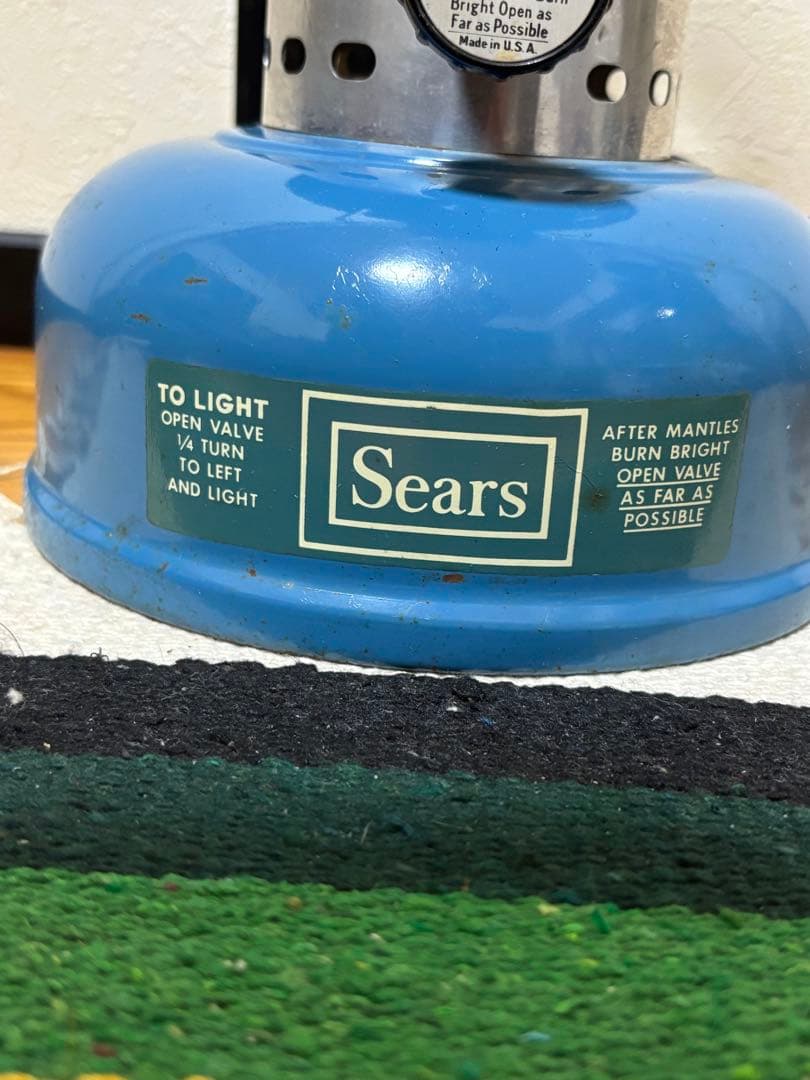 Bright Open as
Far as Possible
Made in U.S.A.
TO LIGHT
OPEN VALVE
1/4 TURN
TO LEFT
AND LIGHT
Sears
AFTER MANTLES
BURN BRIGHT
OPEN VALVE
AS FAR AS
POSSIBLE